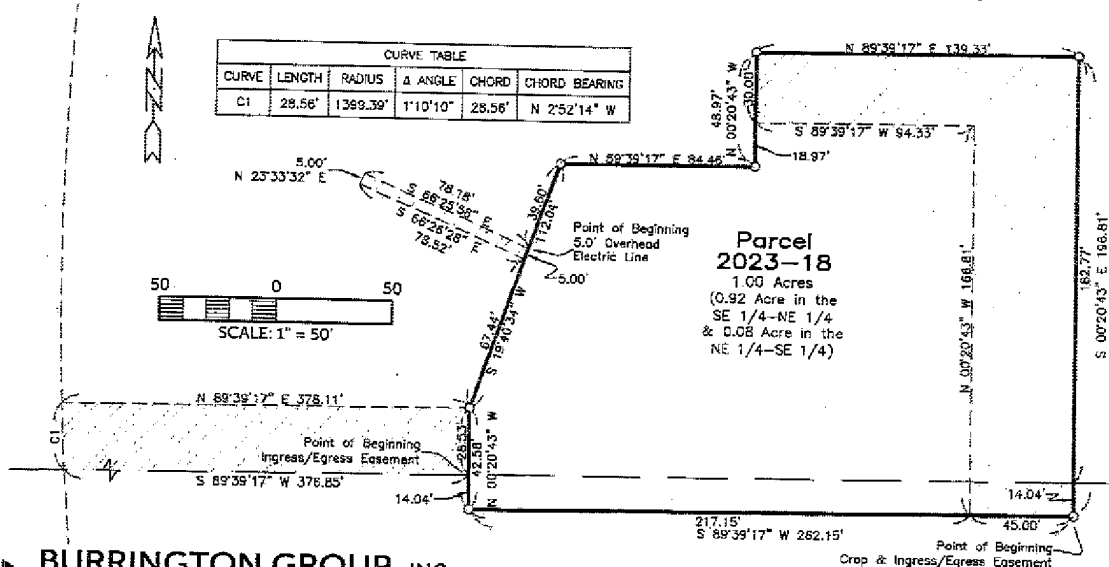 CURVE TABLE
CURVE LENGTH RADIUS Δ ANGLE CHORD CHORD BEARING
C1 28.56' 1399.39' 1°10'10" 28.56' N 2°52'14" W
N 89°39'17" E 139.33'
48.97'
N 00°20'43" W
30.00'
S 89°39'17" W 94.33'
18.97'
N 89°39'17" E 84.46'
5.00'
N 23°33'32" E
78.18'
S 66°25'58" E
S 66°26'28" E
78.52'
39.60'
112.04'
Point of Beginning
5.0' Overhead
Electric Line
5.00'
Parcel
2023-18
1.00 Acres
(0.92 Acre in the
SE 1/4-NE 1/4
& 0.08 Acre in the
NE 1/4-SE 1/4)
N 00°20'43" W 166.81'
182.77'
S 00°20'43" E 196.81'
50 0 50
SCALE: 1" = 50'
67.44'
S 19°40'34" W
N 89°39'17" E 378.11'
C1
Point of Beginning
Ingress/Egress Easement
28.53'
42.58'
N 00°20'43" W
S 89°39'17" W 376.85'
14.04'
14.04'
217.15'
S 89°39'17" W 262.15'
45.00'
Point of Beginning
Crop & Ingress/Egress Easement
BURRINGTON GROUP, INC